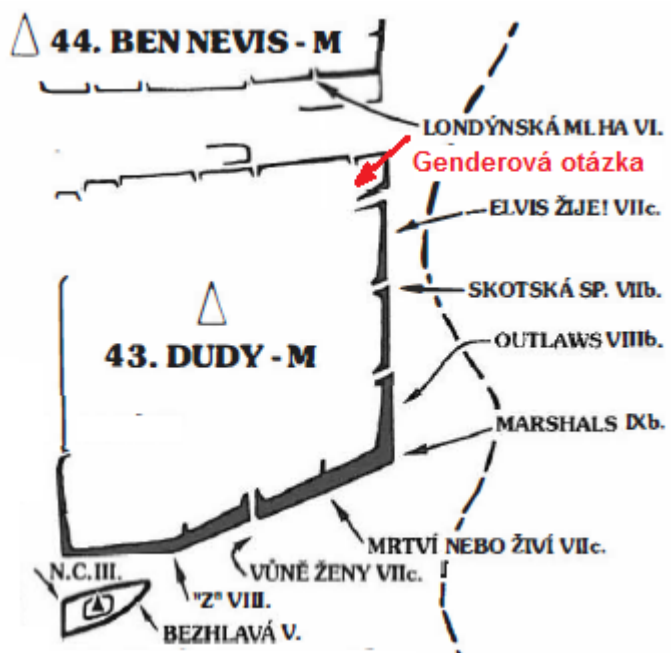 44. BEN NEVIS - M
LONDÝNSKÁ MLHA VI.
Genderová otázka
ELVIS ŽIJE! VIIc.
SKOTSKÁ SP. VIIb.
43. DUDY - M
OUTLAWS VIIIb.
MARSHALS IXb.
MRTVÍ NEBO ŽIVÍ VIIc.
N.C.III.
VŮNĚ ŽENY VIIc.
"Z" VIII.
BEZHLAVÁ V.